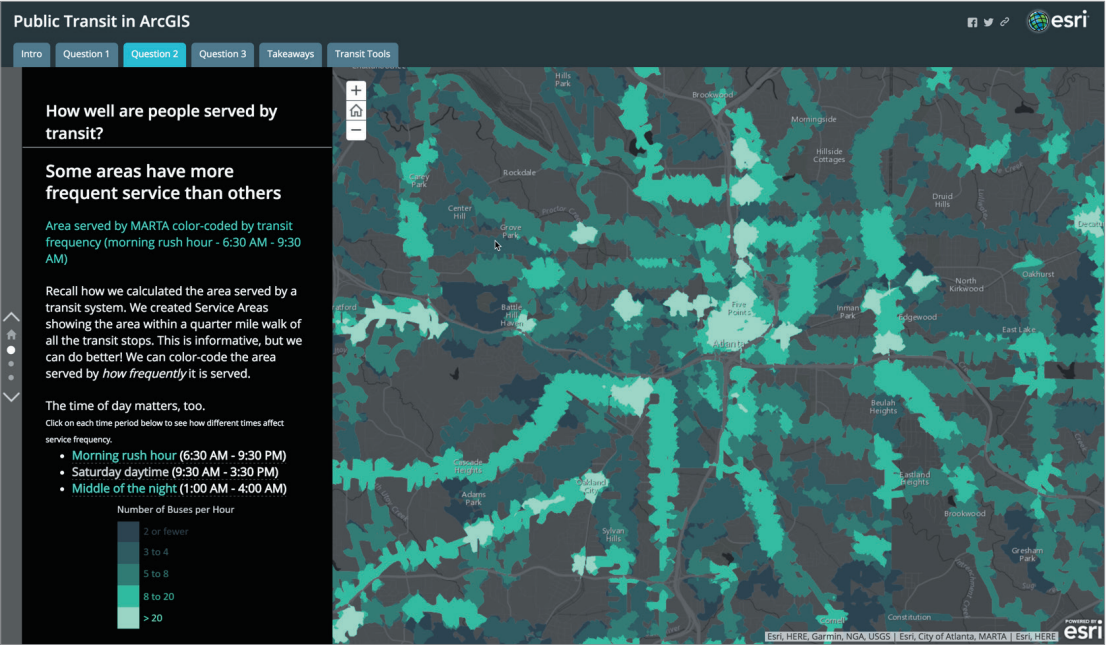 Public Transit in ArcGIS
esri
Intro
Question 1
Question 2
Question 3
Takeaways
Transit Tools
How well are people served by
transit?
Some areas have more
frequent service than others
Area served by MARTA color-coded by transit
frequency (morning rush hour - 6:30 AM - 9:30
AM)
Recall how we calculated the area served by a
transit system. We created Service Areas
showing the area within a quarter mile walk of
all the transit stops. This is informative, but we
can do better! We can color-code the area
served by how frequently it is served.
The time of day matters, too.
Click on each time period below to see how different times affect
service frequency.
• Morning rush hour (6:30 AM - 9:30 PM)
• Saturday daytime (9:30 AM - 3:30 PM)
• Middle of the night (1:00 AM - 4:00 AM)
Number of Buses per Hour
2 or fewer
3 to 4
5 to 8
8 to 20
> 20
+
−
Hills
Park
Brookwood
Morningside
Hillside
Cottages
Rockdale
Carey
Park
Center
Hill
Proctor
Grove
Park
Druid
Hills
Decatur
North
Kirkwood
Oakhurst
Battle
Hill
Haven
Five
Points
Atlanta
Inman
Park
Edgewood
East Lake
Beulah
Heights
Cascade
Heights
Adams
Park
Oakland
City
Sylvan
Hills
Eastland
Heights
Brookwood
Gresham
Park
Constitution
Esri, HERE, Garmin, NGA, USGS | Esri, City of Atlanta, MARTA | Esri, HERE
POWERED BY
esri